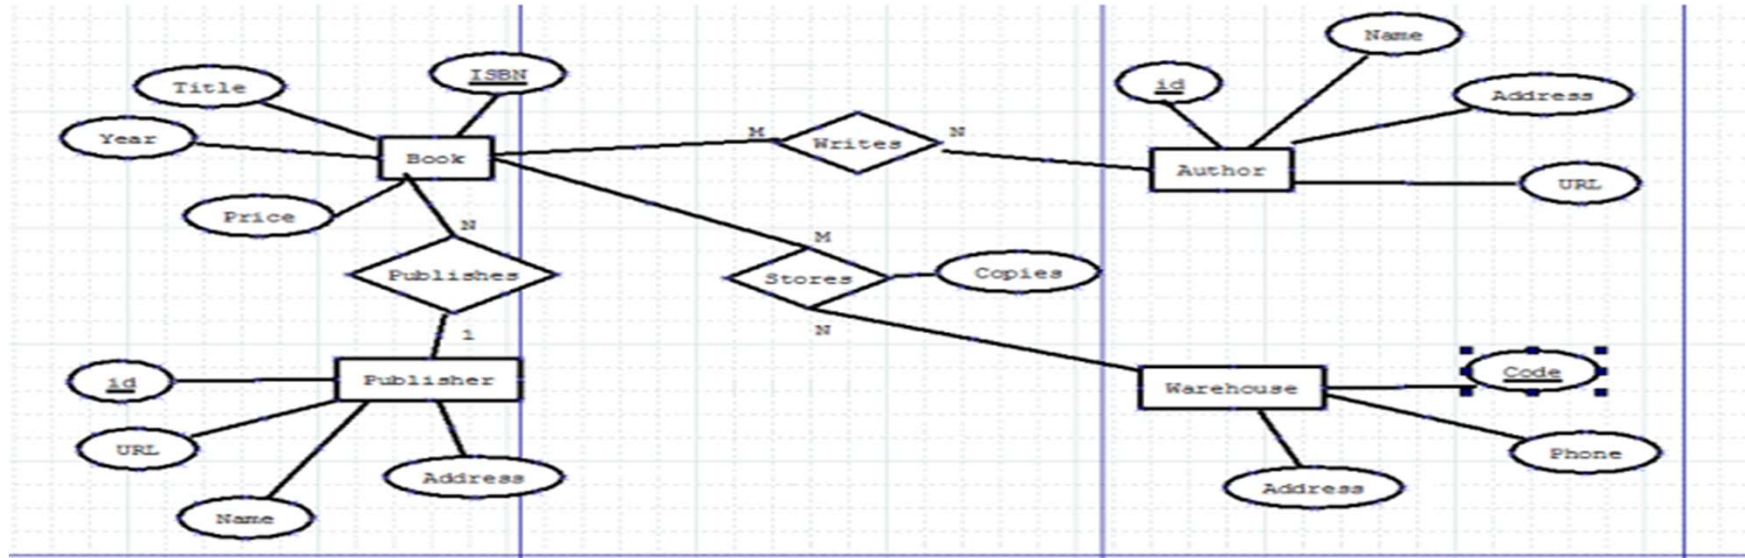 Name
ISBN
id
Title
Address
Year
M
N
Writes
Book
Author
URL
Price
N
M
Publishes
Stores
Copies
N
1
Code
id
Publisher
Warehouse
URL
Phone
Address
Address
Name